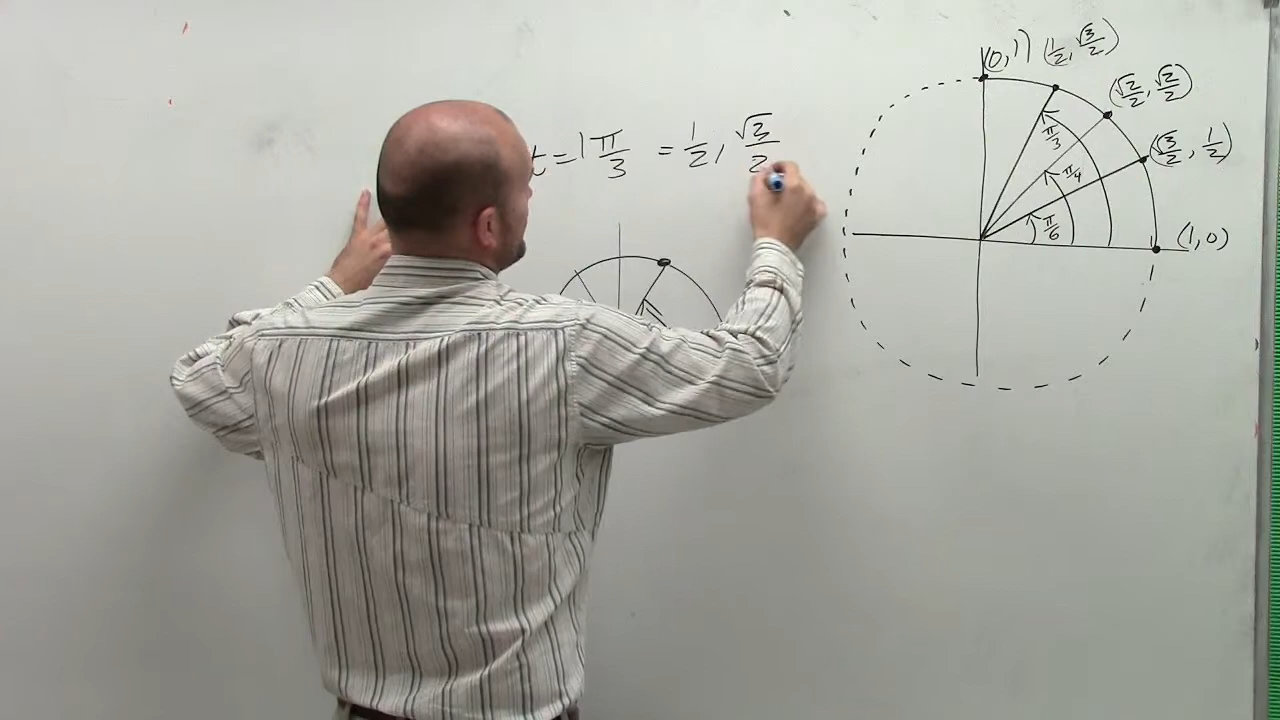 t = 1π/3 = 1/2, √3/2
(0, 1)
(1/2, √3/2)
(√2/2, √2/2)
(√3/2, 1/2)
(1, 0)
π/3
π/4
π/6